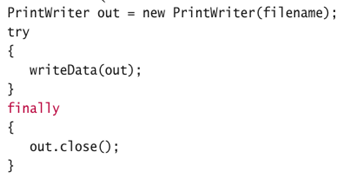 PrintWriter out = new PrintWriter(filename);
try
{
   writeData(out);
}
finally
{
   out.close();
}